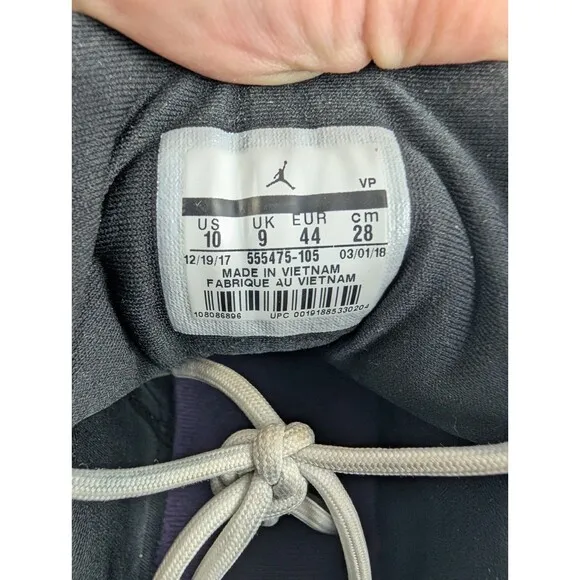 VP
US UK EUR cm
10 9 44 28
12/19/17 555475-105 03/01/18
MADE IN VIETNAM
FABRIQUE AU VIETNAM
108086896 UPC 00191885330204